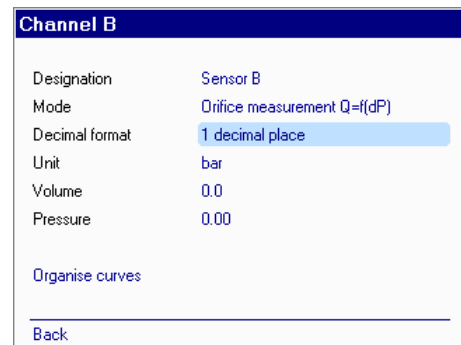 Channel B
Designation Sensor B
Mode Orifice measurement Q=f(dP)
Decimal format 1 decimal place
Unit bar
Volume 0.0
Pressure 0.00
Organise curves
Back